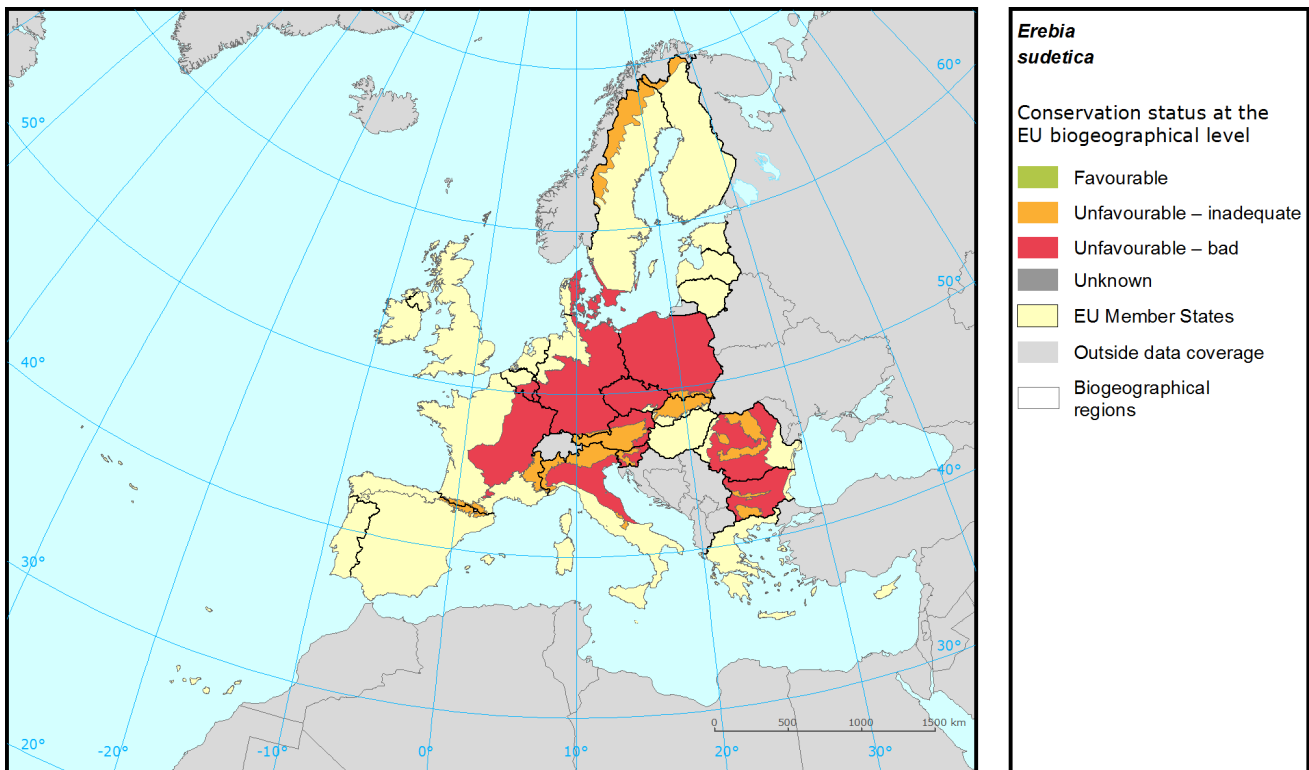 Erebia
sudetica
Conservation status at the
EU biogeographical level
Favourable
Unfavourable – inadequate
Unfavourable – bad
Unknown
EU Member States
Outside data coverage
Biogeographical
regions
60°
50°
50°
40°
40°
30°
30°
0 500 1000 1500 km
20° -20° -10° 0° 10° 20° 30°